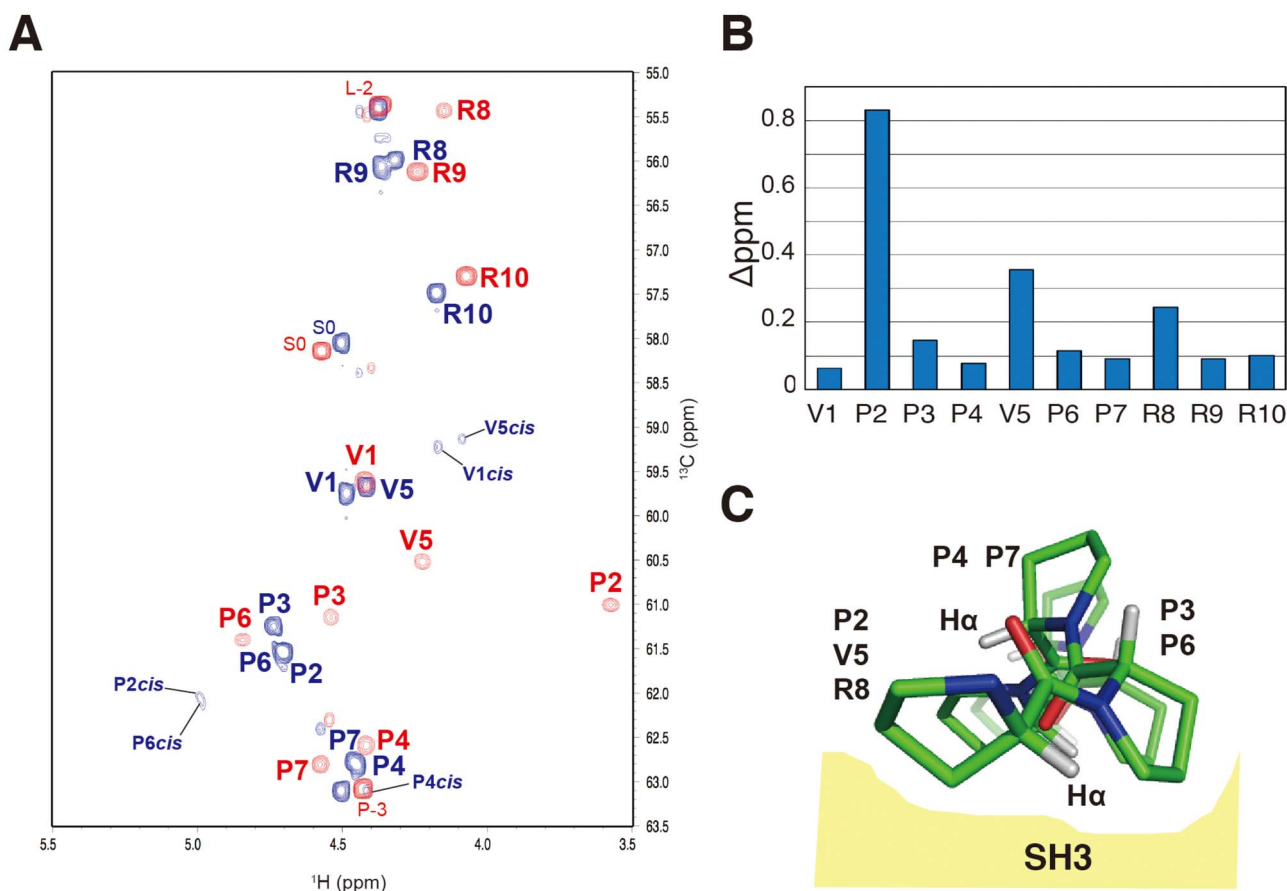 A
L-2
R8
R8
R9
R9
R10
R10
S0
S0
V5cis
V1
V1cis
V1
V5
V5
P2
P3
P3
P6
P6
P2
P2cis
P6cis
P7
P4
P7
P4
P4cis
P-3
55.0
55.5
56.0
56.5
57.0
57.5
58.0
58.5
59.0
59.5
60.0
60.5
61.0
61.5
62.0
62.5
63.0
63.5
¹³C (ppm)
5.5 5.0 4.5 4.0 3.5
¹H (ppm)
B
Δppm
0.8
0.6
0.4
0.2
0
V1 P2 P3 P4 V5 P6 P7 R8 R9 R10
C
P4 P7
P2
V5
R8
Hα
P3
P6
Hα
SH3